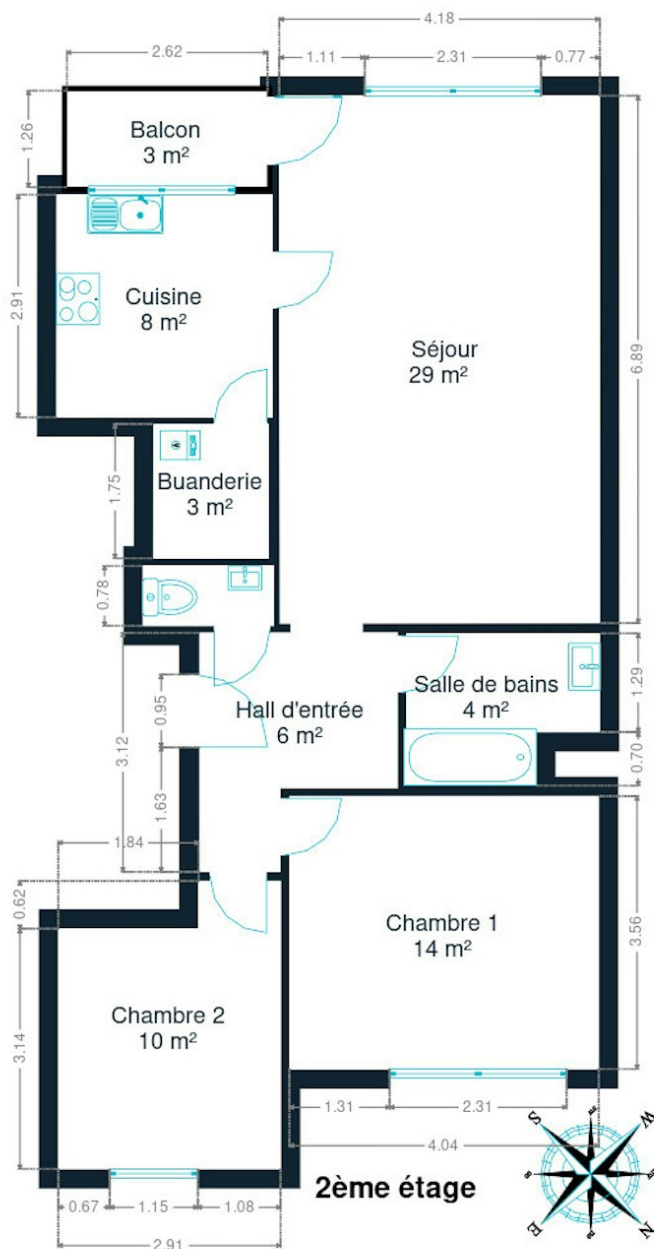 4.18
2.62
1.11
2.31
0.77
1.26
Balcon
3 m²
2.91
Cuisine
8 m²
Séjour
29 m²
6.89
1.75
Buanderie
3 m²
0.78
0.95
3.12
1.63
Hall d'entrée
6 m²
Salle de bains
4 m²
1.29
0.70
1.84
0.62
Chambre 1
14 m²
3.56
Chambre 2
10 m²
3.14
1.31
2.31
4.04
2ème étage
0.67
1.15
1.08
2.91
S
W
E
N